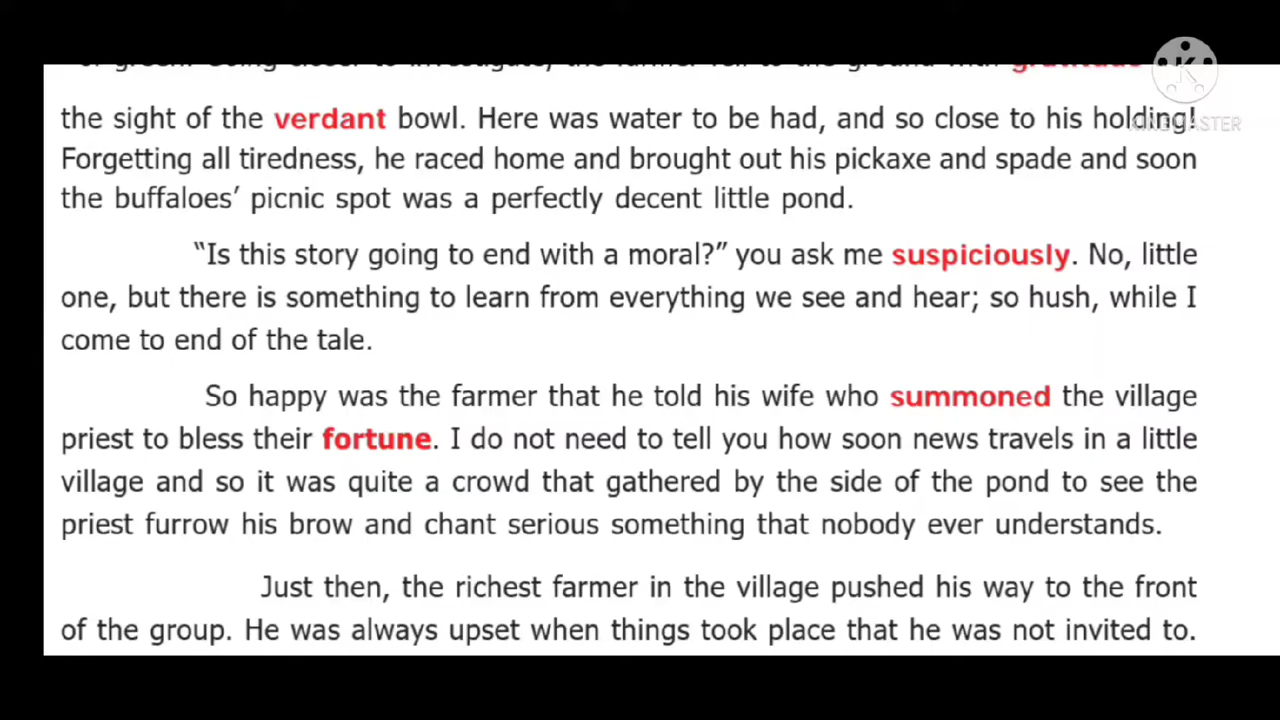 the sight of the verdant bowl. Here was water to be had, and so close to his holding!
Forgetting all tiredness, he raced home and brought out his pickaxe and spade and soon
the buffaloes’ picnic spot was a perfectly decent little pond.
“Is this story going to end with a moral?” you ask me suspiciously. No, little
one, but there is something to learn from everything we see and hear; so hush, while I
come to end of the tale.
So happy was the farmer that he told his wife who summoned the village
priest to bless their fortune. I do not need to tell you how soon news travels in a little
village and so it was quite a crowd that gathered by the side of the pond to see the
priest furrow his brow and chant serious something that nobody ever understands.
Just then, the richest farmer in the village pushed his way to the front
of the group. He was always upset when things took place that he was not invited to.